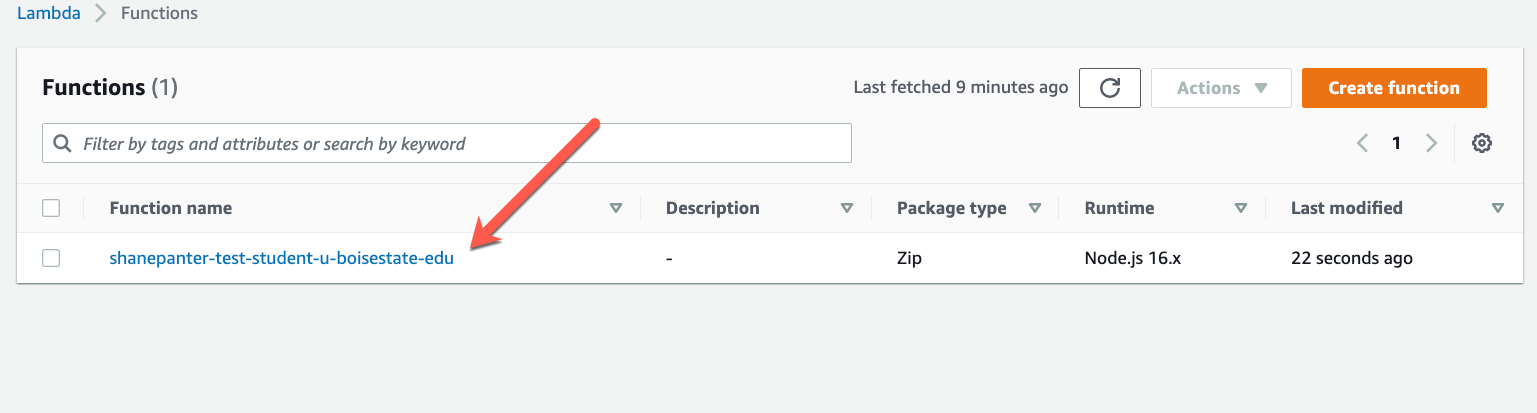 Lambda > Functions
Functions (1)
Last fetched 9 minutes ago Actions Create function
Filter by tags and attributes or search by keyword 1
Function name Description Package type Runtime Last modified
shanepanter-test-student-u-boisestate-edu - Zip Node.js 16.x 22 seconds ago